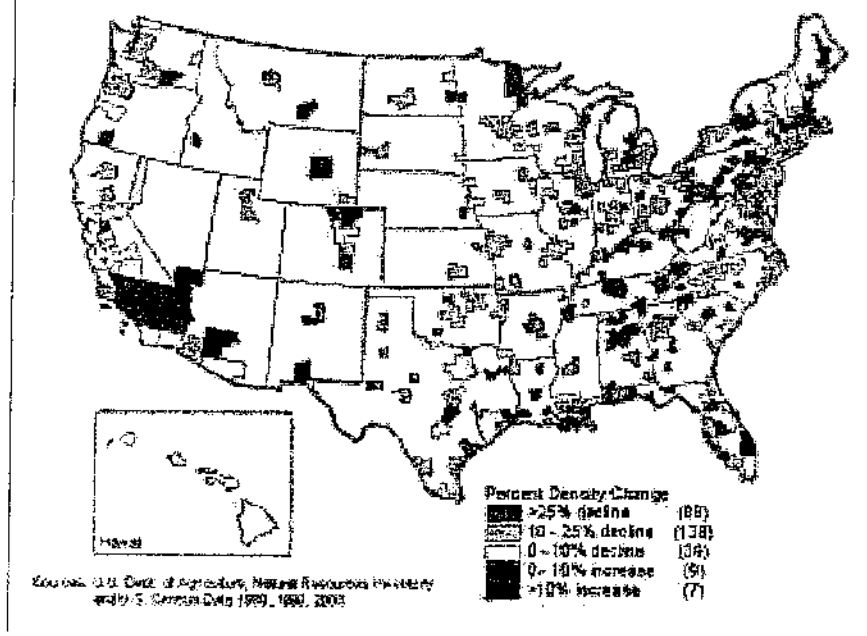 Hawaii
Percent Density Change
>25% decline
10 - 25% decline (138)
0 - 10% decline
0 - 10% increase (9)
>10% increase (7)
Sources: U.S. Dept. of Agriculture, Natural Resources Inventory
and U.S. Census Data 1980, 1990, 2000